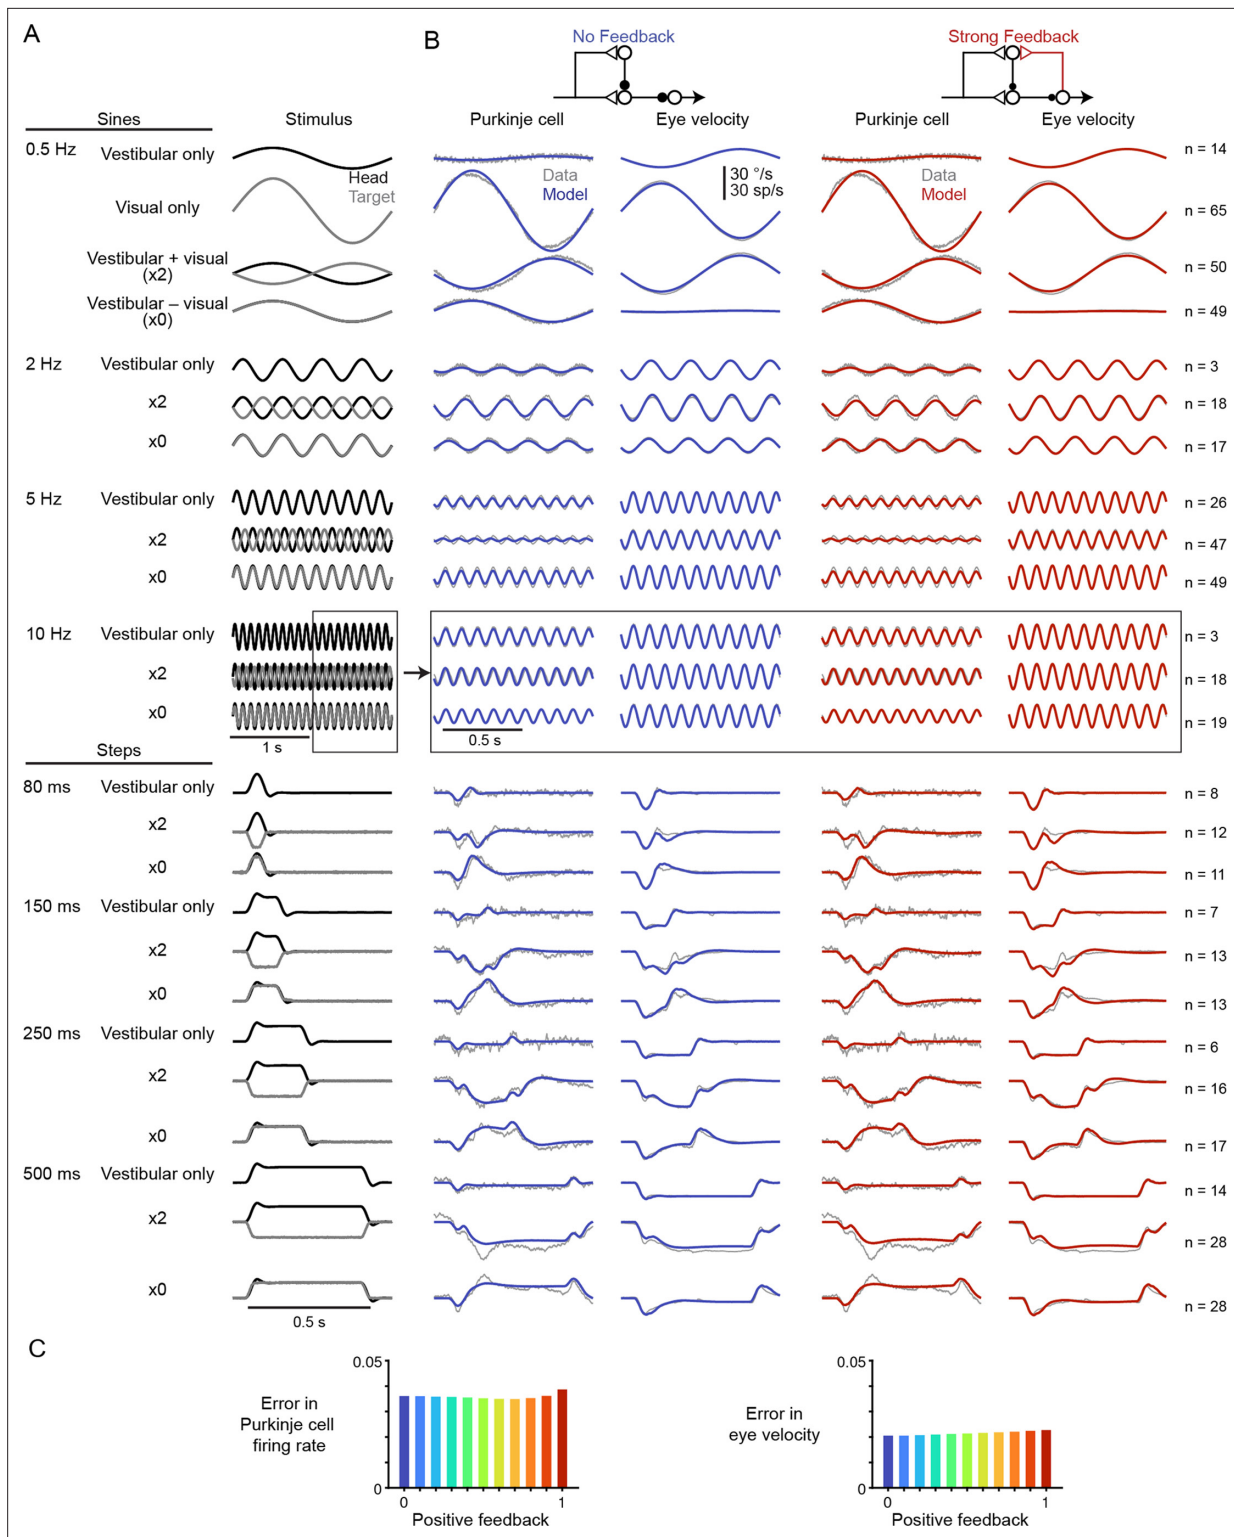 A
B
No Feedback
Strong Feedback
Sines
Stimulus
Purkinje cell
Eye velocity
Purkinje cell
Eye velocity
0.5 Hz
Vestibular only
Head
Target
30 °/s
30 sp/s
Data
Model
Data
Model
n = 14
Visual only
n = 65
Vestibular + visual
(x2)
n = 50
Vestibular – visual
(x0)
n = 49
2 Hz
Vestibular only
n = 3
x2
n = 18
x0
n = 17
5 Hz
Vestibular only
n = 26
x2
n = 47
x0
n = 49
10 Hz
Vestibular only
n = 3
x2
n = 18
x0
n = 19
1 s
0.5 s
Steps
80 ms
Vestibular only
n = 8
x2
n = 12
x0
n = 11
150 ms
Vestibular only
n = 7
x2
n = 13
x0
n = 13
250 ms
Vestibular only
n = 6
x2
n = 16
x0
n = 17
500 ms
Vestibular only
n = 14
x2
n = 28
x0
n = 28
0.5 s
C
Error in
Purkinje cell
firing rate
0.05
0
0
1
Positive feedback
Error in
eye velocity
0.05
0
0
1
Positive feedback